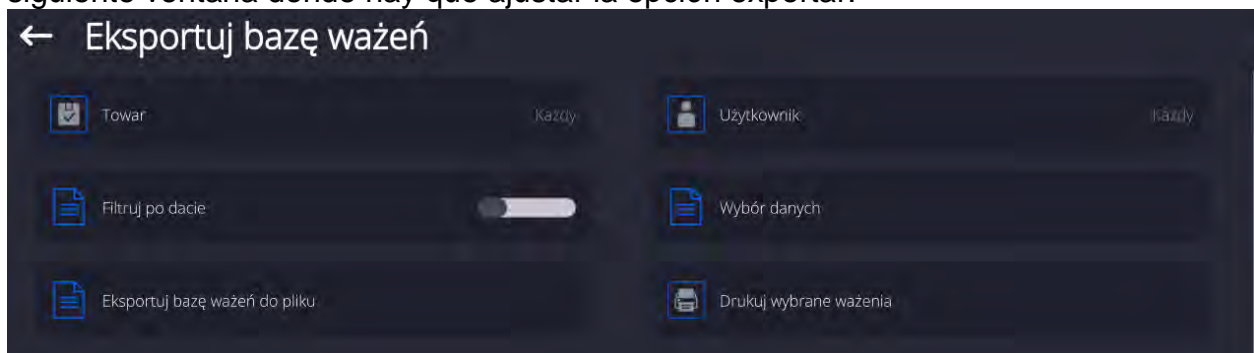 siguiente ventana donde hay que ajustar la opción exportar.
← Eksportuj bazę ważeń
Towar Każdy Użytkownik Każdy
Filtruj po dacie Wybór danych
Eksportuj bazę ważeń do pliku Drukuj wybrane ważenia